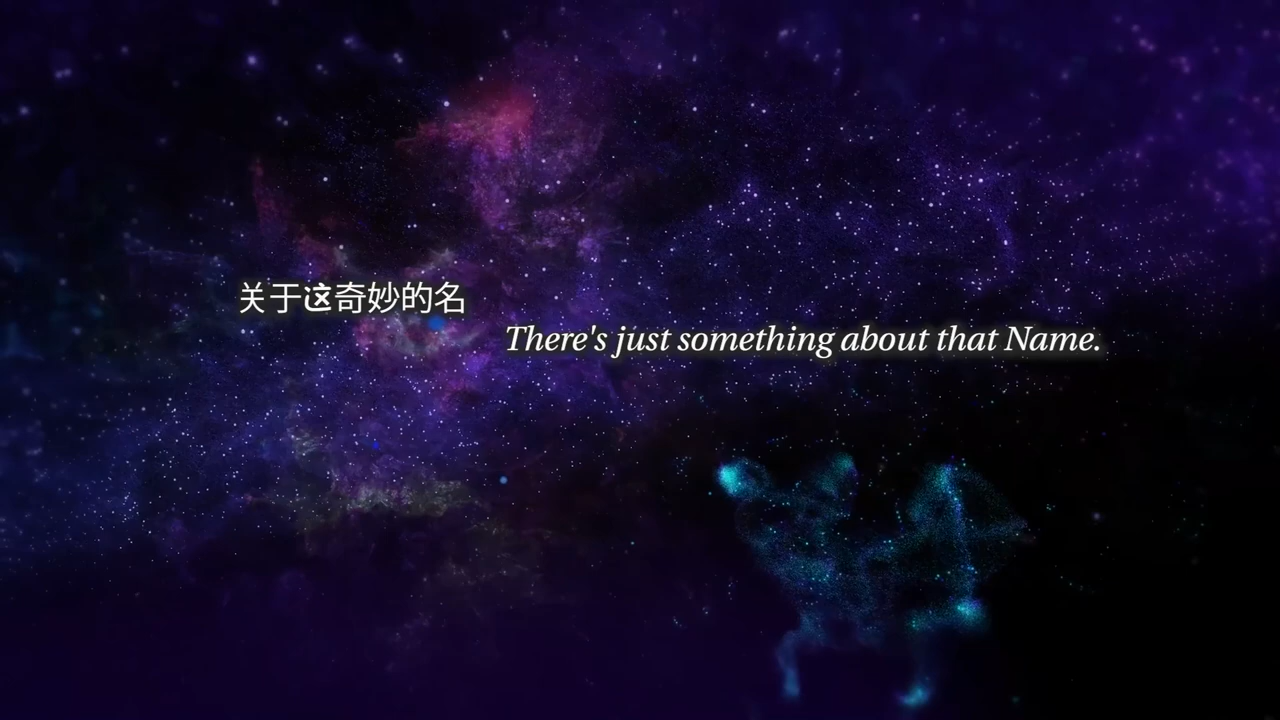 关于这奇妙的名
There's just something about that Name.